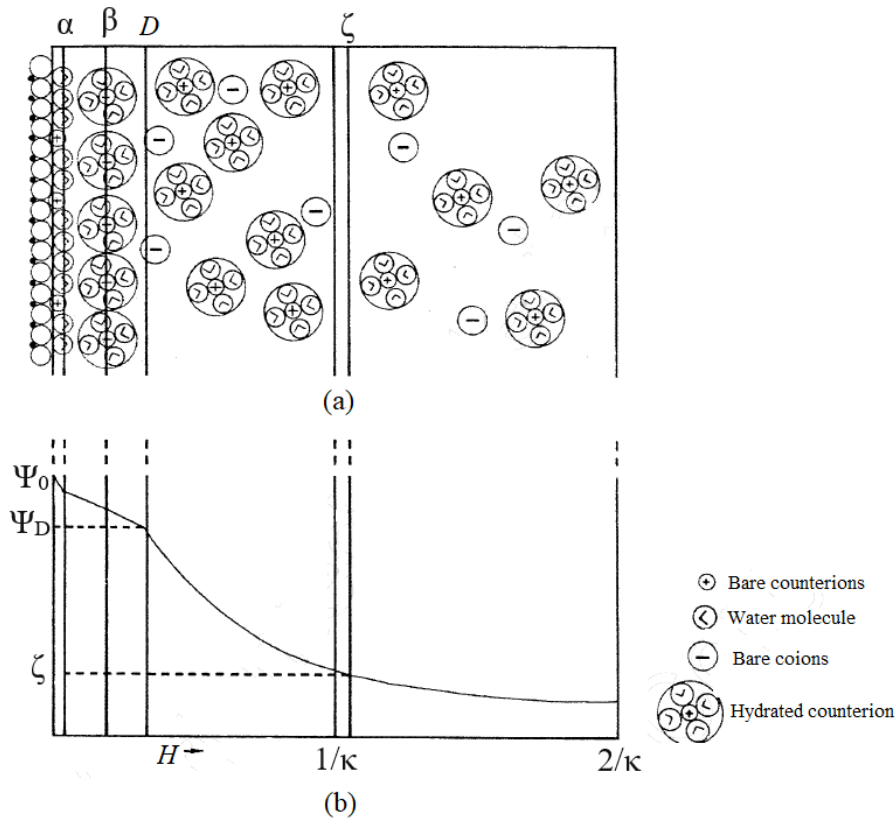 α β D ζ
(a)
Ψ0
ΨD
ζ
H → 1/κ 2/κ
(b)
Bare counterions
Water molecule
Bare coions
Hydrated counterion